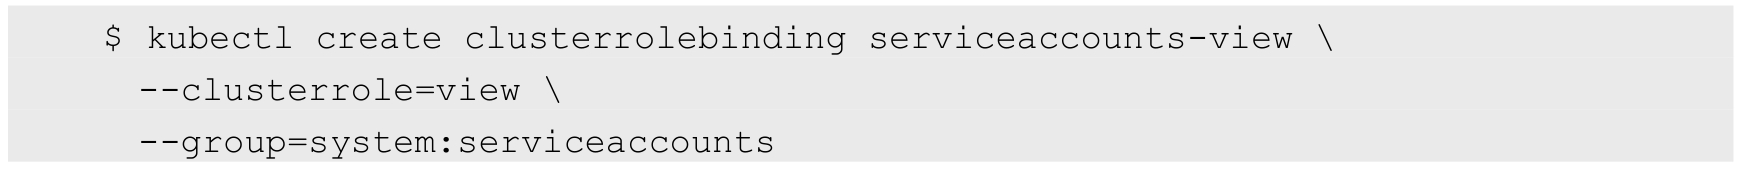 $ kubectl create clusterrolebinding serviceaccounts-view \
--clusterrole=view \
--group=system:serviceaccounts